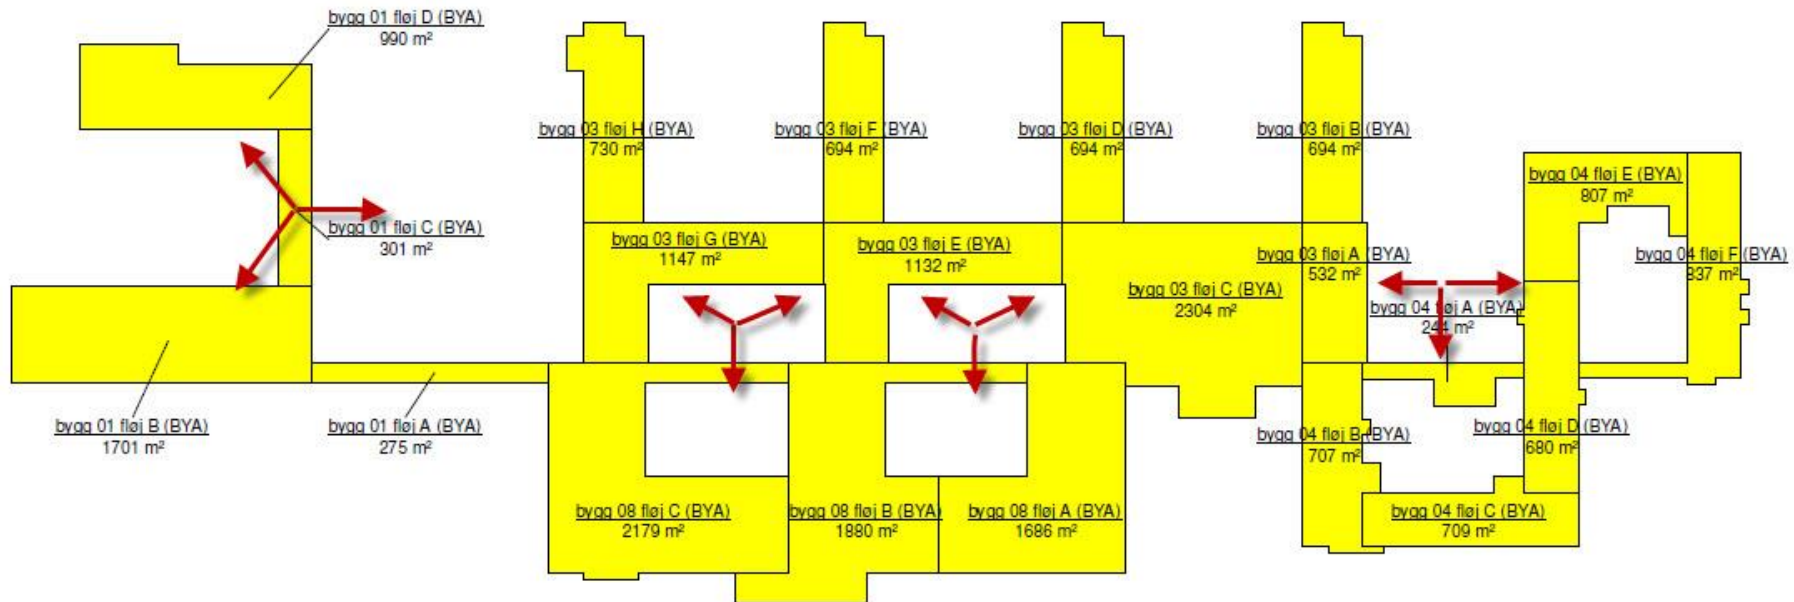 bygg 01 fløj D (BYA)
990 m²
bygg 03 fløj H (BYA)
730 m²
bygg 03 fløj F (BYA)
694 m²
bygg 03 fløj D (BYA)
694 m²
bygg 03 fløj B (BYA)
694 m²
bygg 04 fløj E (BYA)
807 m²
bygg 01 fløj C (BYA)
301 m²
bygg 03 fløj G (BYA)
1147 m²
bygg 03 fløj E (BYA)
1132 m²
bygg 03 fløj C (BYA)
2304 m²
bygg 03 fløj A (BYA)
532 m²
bygg 04 fløj F (BYA)
837 m²
bygg 04 fløj A (BYA)
244 m²
bygg 01 fløj B (BYA)
1701 m²
bygg 01 fløj A (BYA)
275 m²
bygg 04 fløj B (BYA)
707 m²
bygg 04 fløj D (BYA)
680 m²
bygg 08 fløj C (BYA)
2179 m²
bygg 08 fløj B (BYA)
1880 m²
bygg 08 fløj A (BYA)
1686 m²
bygg 04 fløj C (BYA)
709 m²